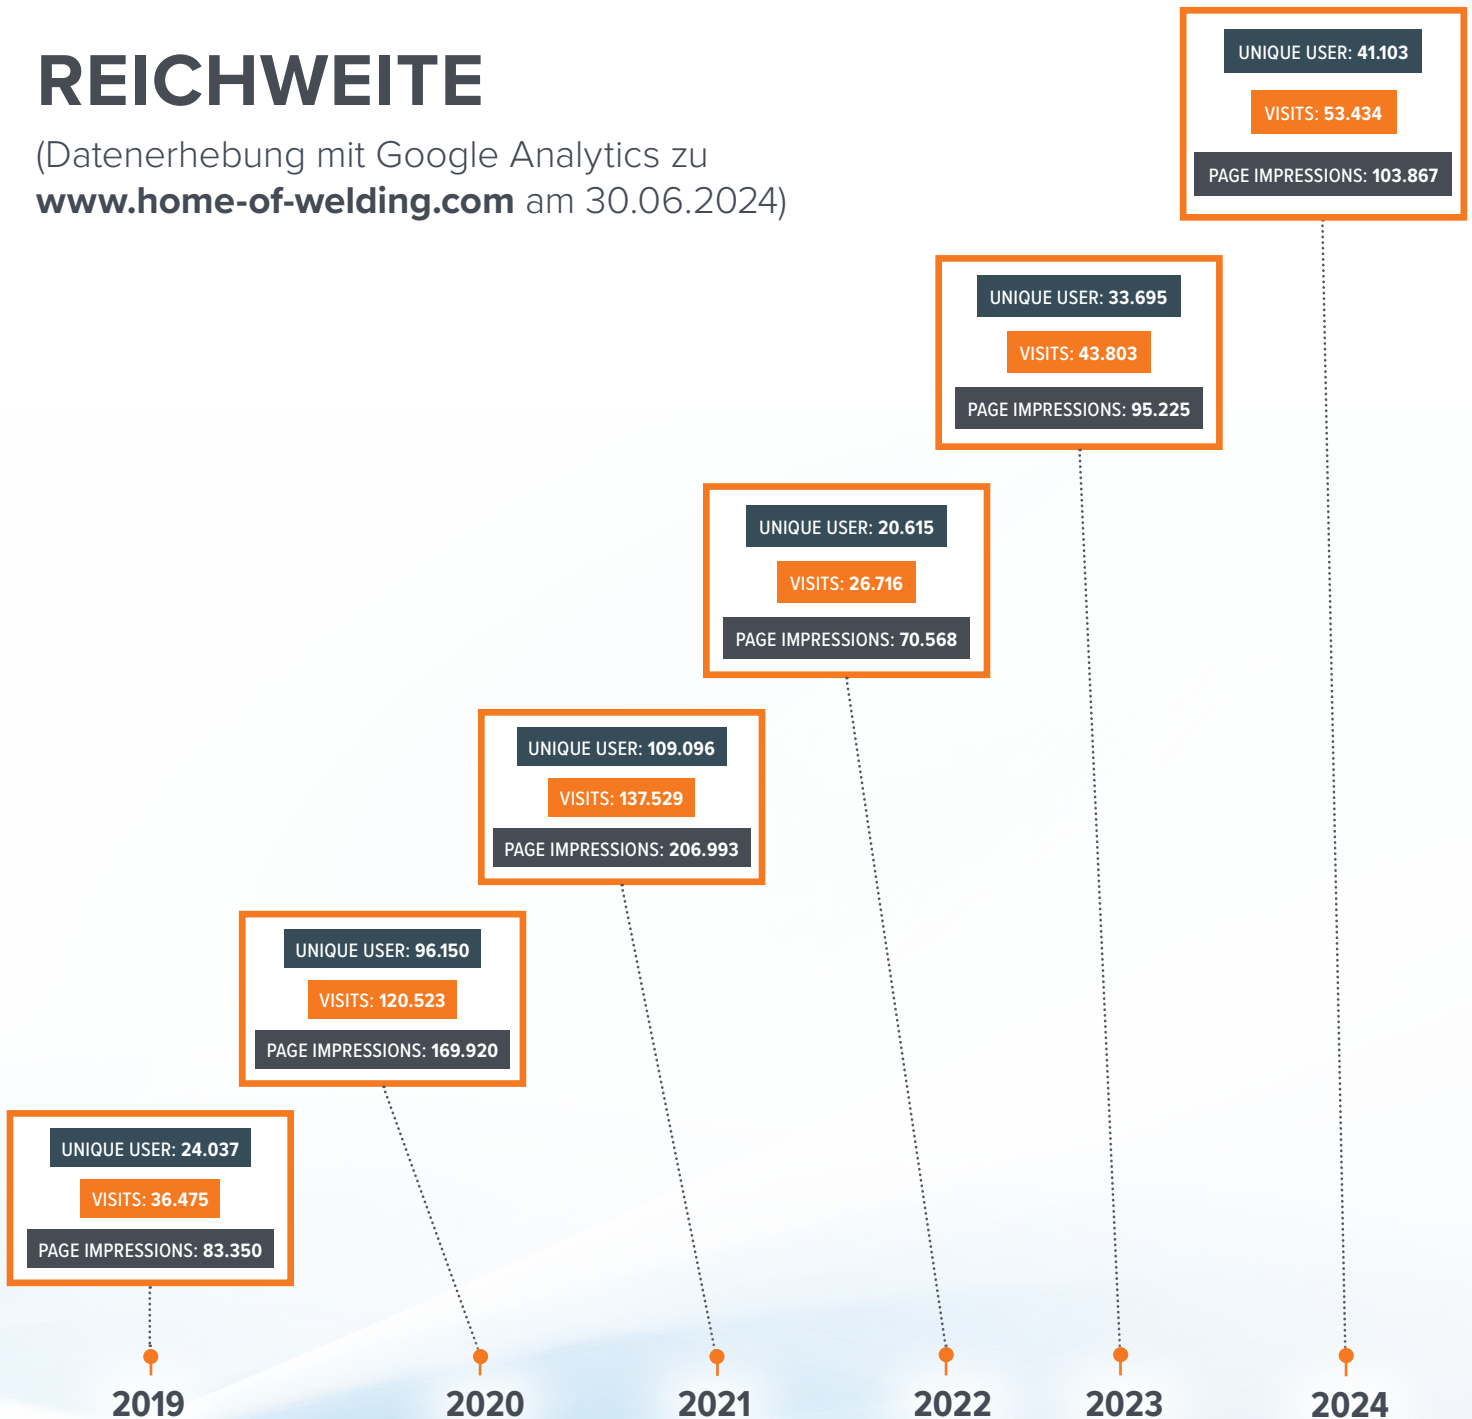 REICHWEITE
(Datenerhebung mit Google Analytics zu
www.home-of-welding.com am 30.06.2024)
UNIQUE USER: 41.103
VISITS: 53.434
PAGE IMPRESSIONS: 103.867
UNIQUE USER: 33.695
VISITS: 43.803
PAGE IMPRESSIONS: 95.225
UNIQUE USER: 20.615
VISITS: 26.716
PAGE IMPRESSIONS: 70.568
UNIQUE USER: 109.096
VISITS: 137.529
PAGE IMPRESSIONS: 206.993
UNIQUE USER: 96.150
VISITS: 120.523
PAGE IMPRESSIONS: 169.920
UNIQUE USER: 24.037
VISITS: 36.475
PAGE IMPRESSIONS: 83.350
2019 2020 2021 2022 2023 2024